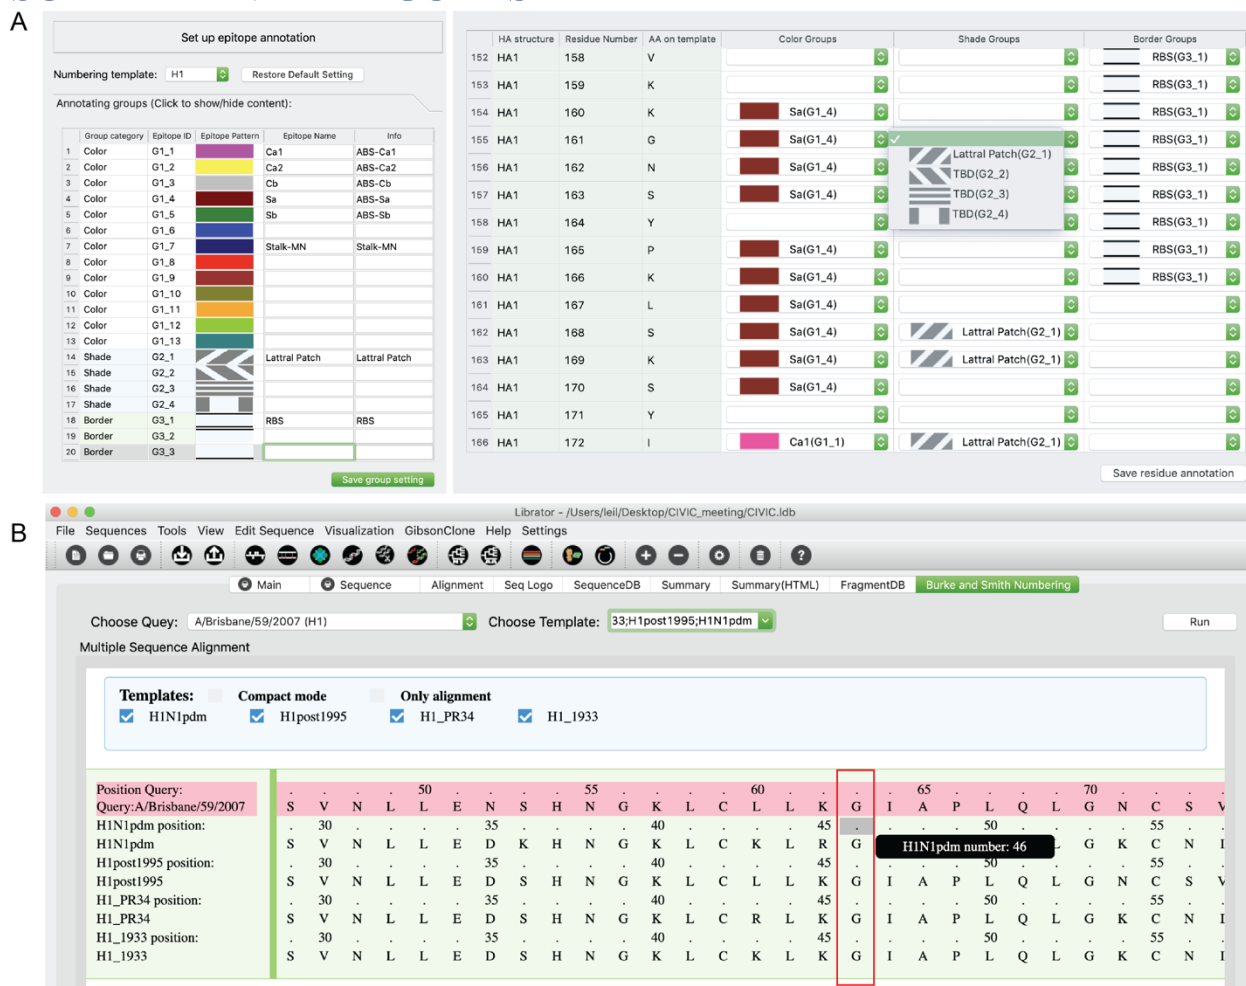 A
Set up epitope annotation
Numbering template: H1 Restore Default Setting
Annotating groups (Click to show/hide content):
Group category Epitope ID Epitope Pattern Epitope Name Info
1 Color G1_1 Ca1 ABS-Ca1
2 Color G1_2 Ca2 ABS-Ca2
3 Color G1_3 Cb ABS-Cb
4 Color G1_4 Sa ABS-Sa
5 Color G1_5 Sb ABS-Sb
6 Color G1_6
7 Color G1_7 Stalk-MN Stalk-MN
8 Color G1_8
9 Color G1_9
10 Color G1_10
11 Color G1_11
12 Color G1_12
13 Color G1_13
14 Shade G2_1 Lattral Patch Lattral Patch
15 Shade G2_2
16 Shade G2_3
17 Shade G2_4
18 Border G3_1 RBS RBS
19 Border G3_2
20 Border G3_3
Save group setting
HA structure Residue Number AA on template Color Groups Shade Groups Border Groups
152 HA1 158 V RBS(G3_1)
153 HA1 159 K RBS(G3_1)
154 HA1 160 K Sa(G1_4) RBS(G3_1)
155 HA1 161 G Sa(G1_4) ✓ RBS(G3_1)
Lattral Patch(G2_1)
156 HA1 162 N Sa(G1_4) TBD(G2_2) RBS(G3_1)
157 HA1 163 S Sa(G1_4) TBD(G2_3) RBS(G3_1)
TBD(G2_4)
158 HA1 164 Y RBS(G3_1)
159 HA1 165 P Sa(G1_4) RBS(G3_1)
160 HA1 166 K Sa(G1_4) RBS(G3_1)
161 HA1 167 L Sa(G1_4)
162 HA1 168 S Sa(G1_4) Lattral Patch(G2_1)
163 HA1 169 K Sa(G1_4) Lattral Patch(G2_1)
164 HA1 170 S Sa(G1_4)
165 HA1 171 Y
166 HA1 172 I Ca1(G1_1) Lattral Patch(G2_1)
Save residue annotation
B
Librator - /Users/leil/Desktop/CIVIC_meeting/CIVIC.ldb
File Sequences Tools View Edit Sequence Visualization GibsonClone Help Settings
Main Sequence Alignment Seq Logo SequenceDB Summary Summary(HTML) FragmentDB Burke and Smith Numbering
Choose Quey: A/Brisbane/59/2007 (H1) Choose Template: 33;H1post1995;H1N1pdm Run
Multiple Sequence Alignment
Templates: Compact mode Only alignment
H1N1pdm H1post1995 H1_PR34 H1_1933
Position Query: . . . . 50 . . . . 55 . . . . 60 . . . . 65 . . . . 70 . . . .
Query:A/Brisbane/59/2007 S V N L L E N S H N G K L C L L K G I A P L Q L G N C S V
H1N1pdm position: . 30 . . . . 35 . . . . 40 . . . . 45 . . . . 50 . . . . 55 . .
H1N1pdm S V N L L E D K H N G K L C K L R G H1N1pdm number: 46 L G K C N I
H1post1995 position: . 30 . . . . 35 . . . . 40 . . . . 45 . . . . 50 . . . . 55 . .
H1post1995 S V N L L E D S H N G K L C L L K G I A P L Q L G N C S V
H1_PR34 position: . 30 . . . . 35 . . . . 40 . . . . 45 . . . . 50 . . . . 55 . .
H1_PR34 S V N L L E D S H N G K L C R L K G I A P L Q L G K C N I
H1_1933 position: . 30 . . . . 35 . . . . 40 . . . . 45 . . . . 50 . . . . 55 . .
H1_1933 S V N L L E D S H N G K L C K L K G I A P L Q L G K C N I